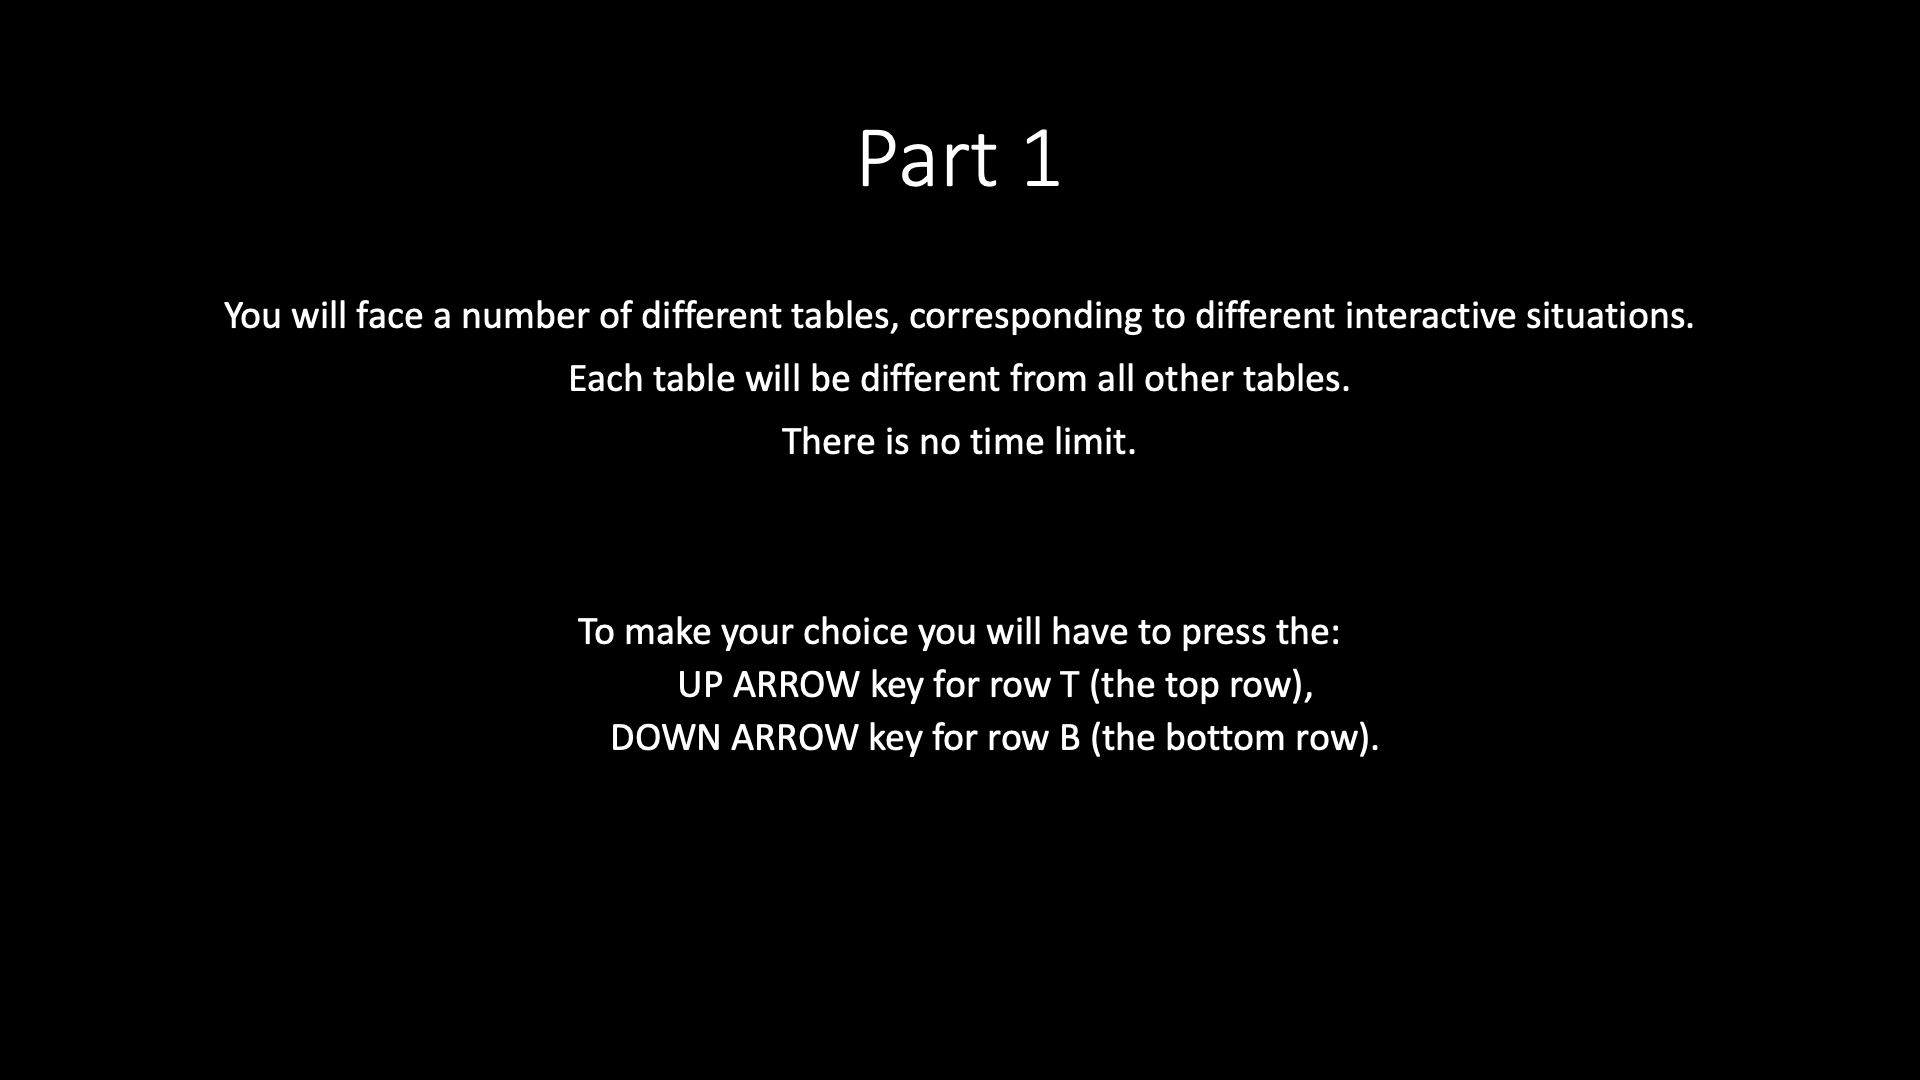 Part 1
You will face a number of different tables, corresponding to different interactive situations.
Each table will be different from all other tables.
There is no time limit.
To make your choice you will have to press the:
UP ARROW key for row T (the top row),
DOWN ARROW key for row B (the bottom row).